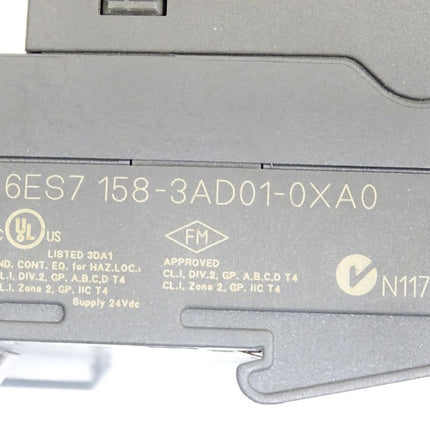 6ES7 158-3AD01-0XA0
C UL US
LISTED 3DA1
IND. CONT. EQ. for HAZ.LOC.:
CL.I, DIV.2, GP. A,B,C,D T4
CL.I, Zone 2, GP. IIC T4
Supply 24Vdc
FM
APPROVED
CL.I, DIV.2, GP. A,B,C,D T4
CL.I, Zone 2, GP. IIC T4
N117